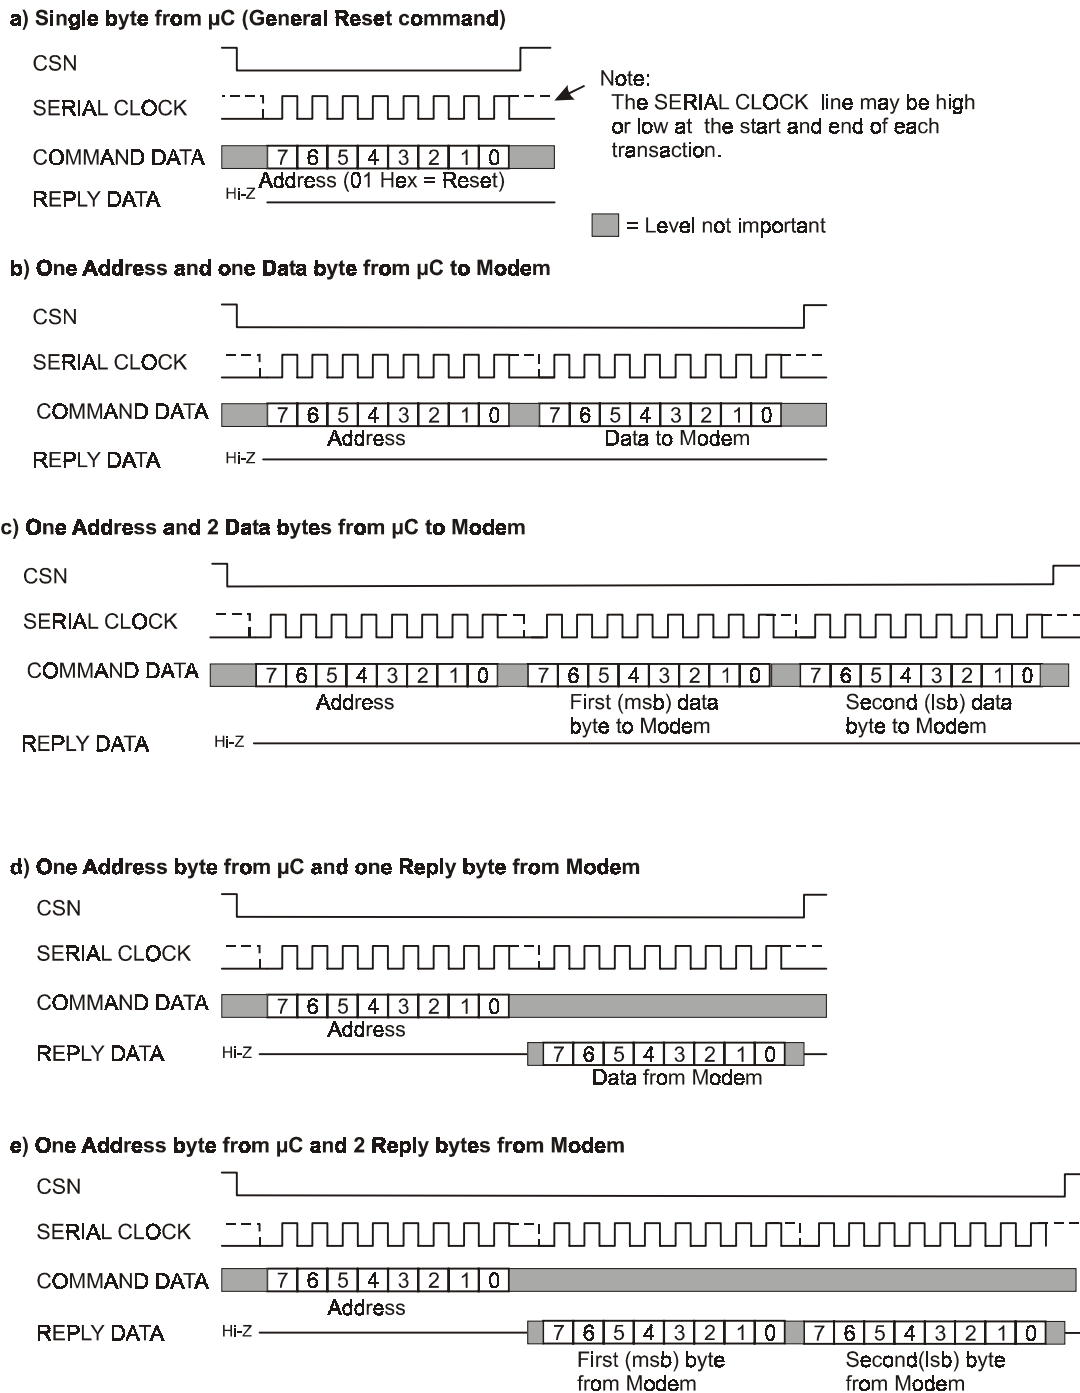 a) Single byte from µC (General Reset command)
CSN
SERIAL CLOCK
Note:
The SERIAL CLOCK line may be high
or low at the start and end of each
transaction.
COMMAND DATA 7 6 5 4 3 2 1 0
Address (01 Hex = Reset)
REPLY DATA Hi-Z
= Level not important
b) One Address and one Data byte from µC to Modem
CSN
SERIAL CLOCK
COMMAND DATA 7 6 5 4 3 2 1 0 7 6 5 4 3 2 1 0
Address Data to Modem
REPLY DATA Hi-Z
c) One Address and 2 Data bytes from µC to Modem
CSN
SERIAL CLOCK
COMMAND DATA 7 6 5 4 3 2 1 0 7 6 5 4 3 2 1 0 7 6 5 4 3 2 1 0
Address First (msb) data Second (lsb) data
byte to Modem byte to Modem
REPLY DATA Hi-Z
d) One Address byte from µC and one Reply byte from Modem
CSN
SERIAL CLOCK
COMMAND DATA 7 6 5 4 3 2 1 0
Address
REPLY DATA Hi-Z 7 6 5 4 3 2 1 0
Data from Modem
e) One Address byte from µC and 2 Reply bytes from Modem
CSN
SERIAL CLOCK
COMMAND DATA 7 6 5 4 3 2 1 0
Address
REPLY DATA Hi-Z 7 6 5 4 3 2 1 0 7 6 5 4 3 2 1 0
First (msb) byte Second(lsb) byte
from Modem from Modem